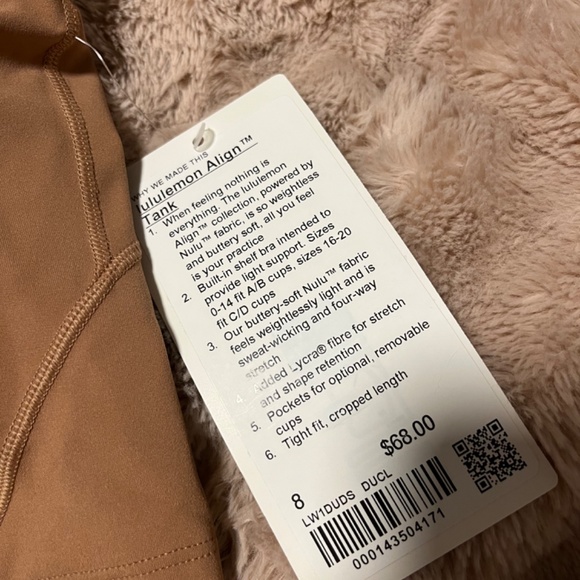 WHY WE MADE THIS
lululemon Align™
Tank
1. When feeling nothing is
everything. The lululemon
Align™ collection, powered by
Nulu™ fabric, is so weightless
and buttery soft, all you feel
is your practice
2. Built-in shelf bra intended to
provide light support. Sizes
0-14 fit A/B cups, sizes 16-20
fit C/D cups
3. Our buttery-soft Nulu™ fabric
feels weightlessly light and is
sweat-wicking and four-way
stretch
4. Added Lycra® fibre for stretch
and shape retention
5. Pockets for optional, removable
cups
6. Tight fit, cropped length
$68.00
8
LW1DUDS DUCL
000143504171